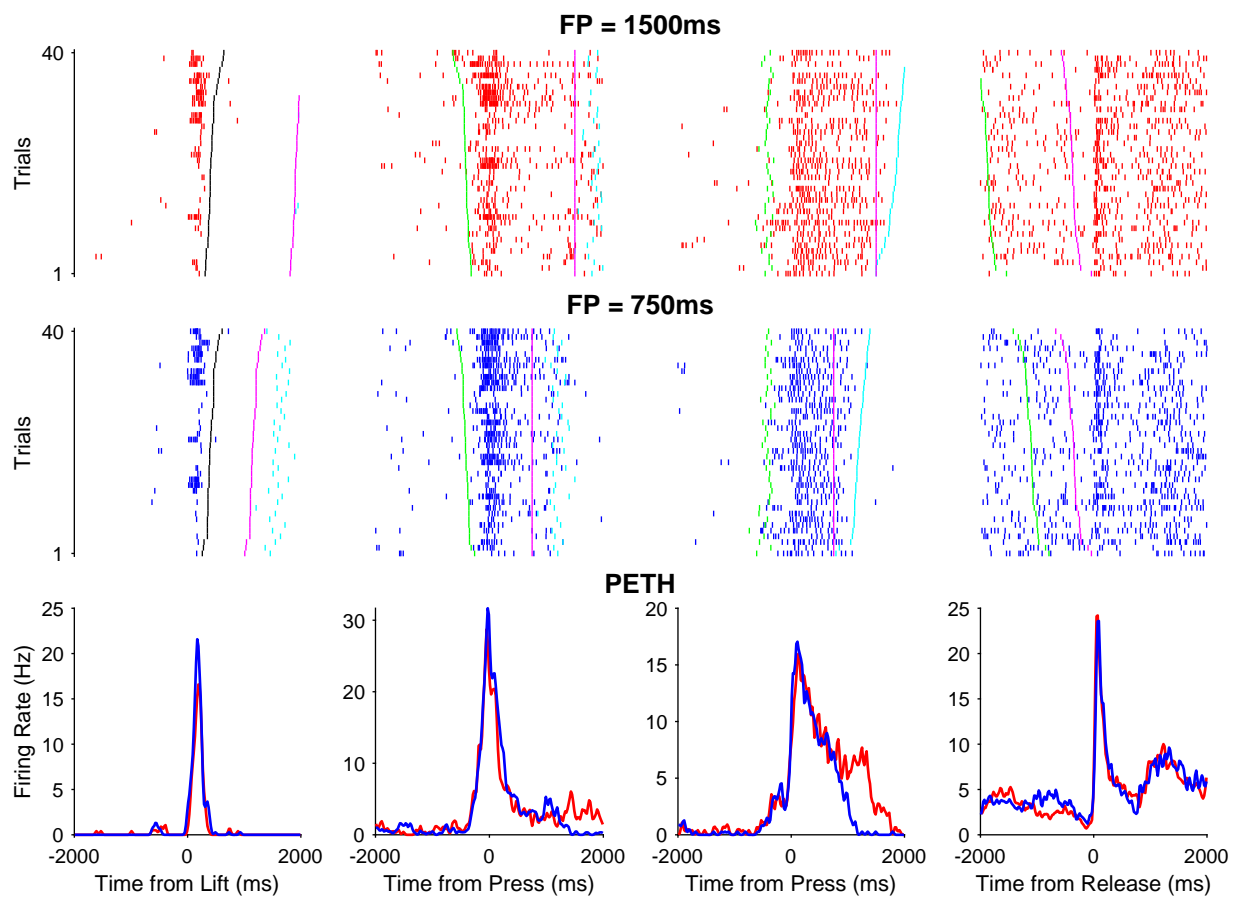 FP = 1500ms
Trials
40
1
FP = 750ms
Trials
40
1
PETH
Firing Rate (Hz)
25
20
15
10
5
0
-2000 0 2000
Time from Lift (ms)
30
20
10
0
-2000 0 2000
Time from Press (ms)
20
15
10
5
0
-2000 0 2000
Time from Press (ms)
25
20
15
10
5
0
-2000 0 2000
Time from Release (ms)